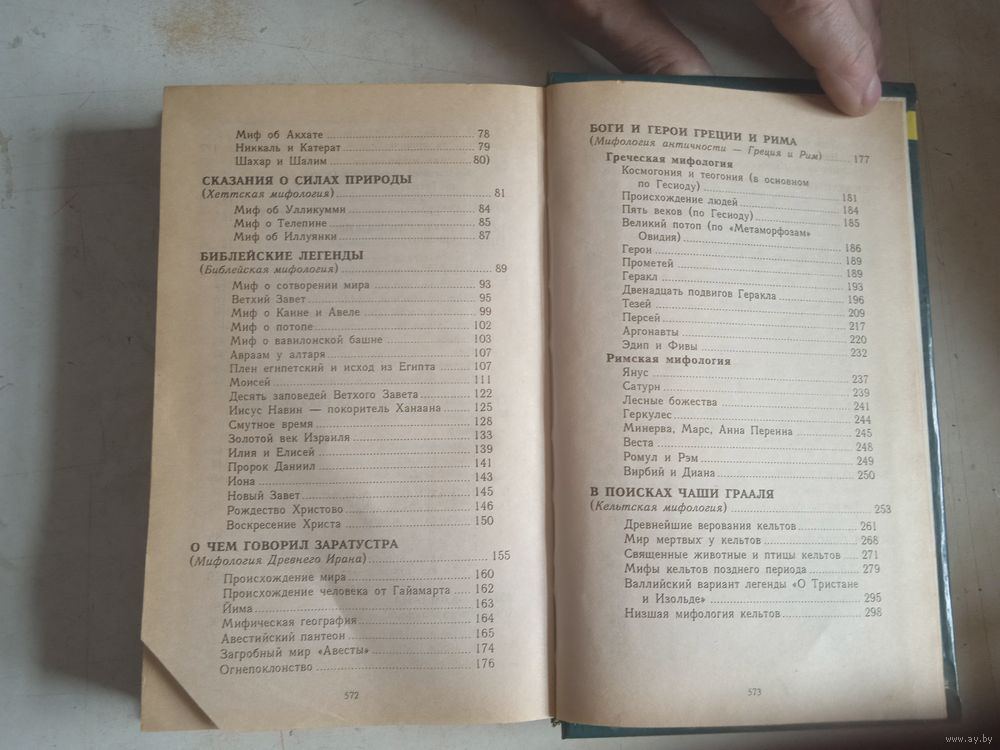 Миф об Акхате 78
Никкаль и Катерат 79
Шахар и Шалим 80)
СКАЗАНИЯ О СИЛАХ ПРИРОДЫ
(Хеттская мифология) 81
Миф об Улликумми 84
Миф о Телепине 85
Миф об Иллуянки 87
БИБЛЕЙСКИЕ ЛЕГЕНДЫ
(Библейская мифология) 89
Миф о сотворении мира 93
Ветхий Завет 95
Миф о Каине и Авеле 99
Миф о потопе 102
Миф о вавилонской башне 103
Авраам у алтаря 107
Плен египетский и исход из Египта 107
Моисей 111
Десять заповедей Ветхого Завета 122
Иисус Навин — покоритель Ханаана 125
Смутное время 128
Золотой век Израиля 133
Илия и Елисей 139
Пророк Даниил 141
Иона 143
Новый Завет 145
Рождество Христово 146
Воскресение Христа 150
О ЧЕМ ГОВОРИЛ ЗАРАТУСТРА
(Мифология Древнего Ирана) 155
Происхождение мира 160
Происхождение человека от Гайамарта 162
Йима 163
Мифическая география 164
Авестийский пантеон 165
Загробный мир «Авесты» 174
Огнепоклонство 176
572
БОГИ И ГЕРОИ ГРЕЦИИ И РИМА
(Мифология античности — Греция и Рим) 177
Греческая мифология
Космогония и теогония (в основном
по Гесиоду) 181
Происхождение людей 184
Пять веков (по Гесиоду) 185
Великий потоп (по «Метаморфозам»
Овидия) 186
Герои 189
Прометей 189
Геракл 193
Двенадцать подвигов Геракла 196
Тезей 209
Персей 217
Аргонавты 220
Эдип и Фивы 232
Римская мифология
Янус 237
Сатурн 239
Лесные божества 241
Геркулес 244
Минерва, Марс, Анна Перенна 245
Веста 248
Ромул и Рэм 249
Вирбий и Диана 250
В ПОИСКАХ ЧАШИ ГРААЛЯ
(Кельтская мифология) 253
Древнейшие верования кельтов 261
Мир мертвых у кельтов 268
Священные животные и птицы кельтов 271
Мифы кельтов позднего периода 279
Валлийский вариант легенды «О Тристане
и Изольде» 295
Низшая мифология кельтов 298
573
www.ay.by